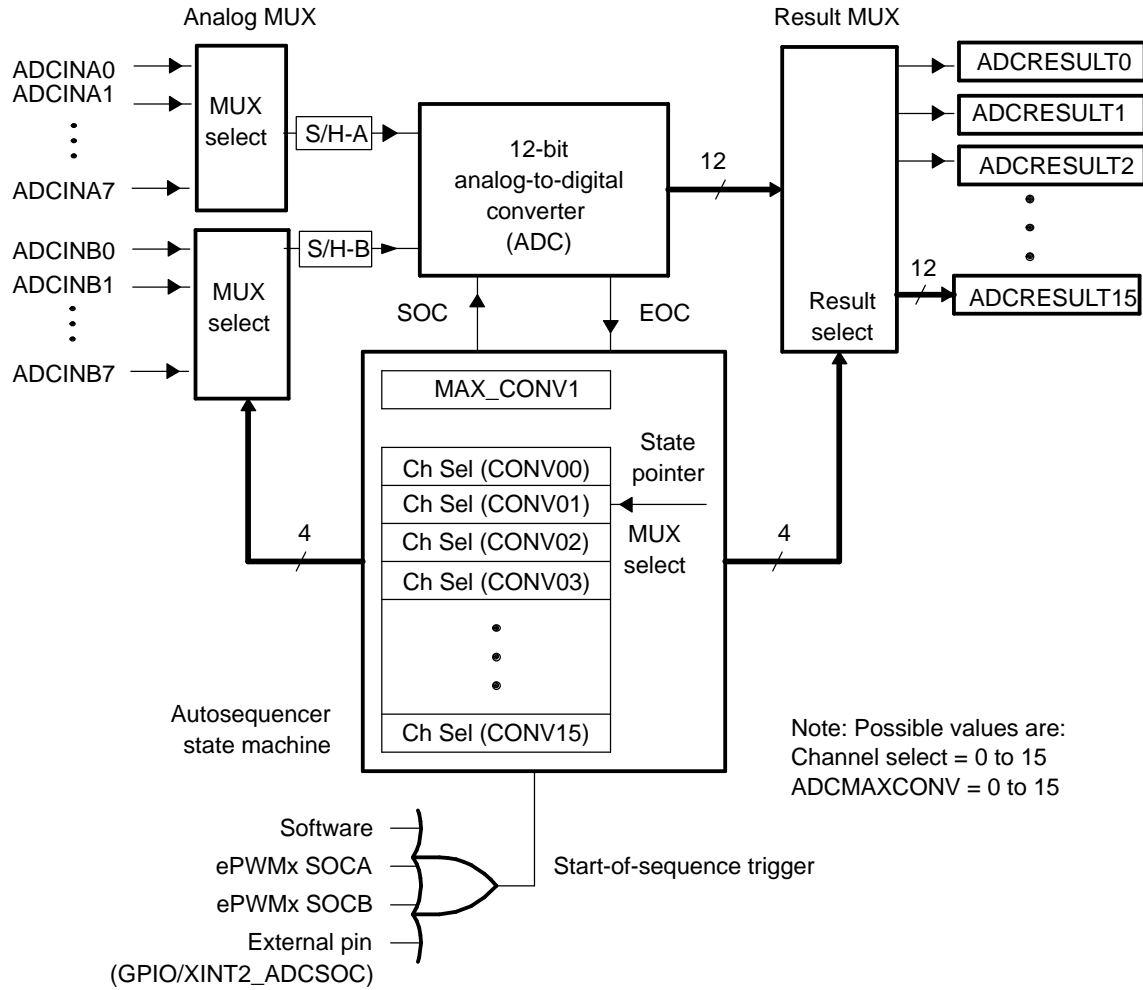 Analog MUX
Result MUX
ADCINA0
ADCINA1
ADCINA7
MUX
select
S/H-A
ADCINB0
ADCINB1
ADCINB7
MUX
select
S/H-B
12-bit
analog-to-digital
converter
(ADC)
12
Result
select
ADCRESULT0
ADCRESULT1
ADCRESULT2
12
ADCRESULT15
SOC
EOC
MAX_CONV1
Ch Sel (CONV00)
Ch Sel (CONV01)
Ch Sel (CONV02)
Ch Sel (CONV03)
Ch Sel (CONV15)
State
pointer
MUX
select
4
4
Autosequencer
state machine
Note: Possible values are:
Channel select = 0 to 15
ADCMAXCONV = 0 to 15
Software
ePWMx SOCA
ePWMx SOCB
External pin
(GPIO/XINT2_ADCSOC)
Start-of-sequence trigger